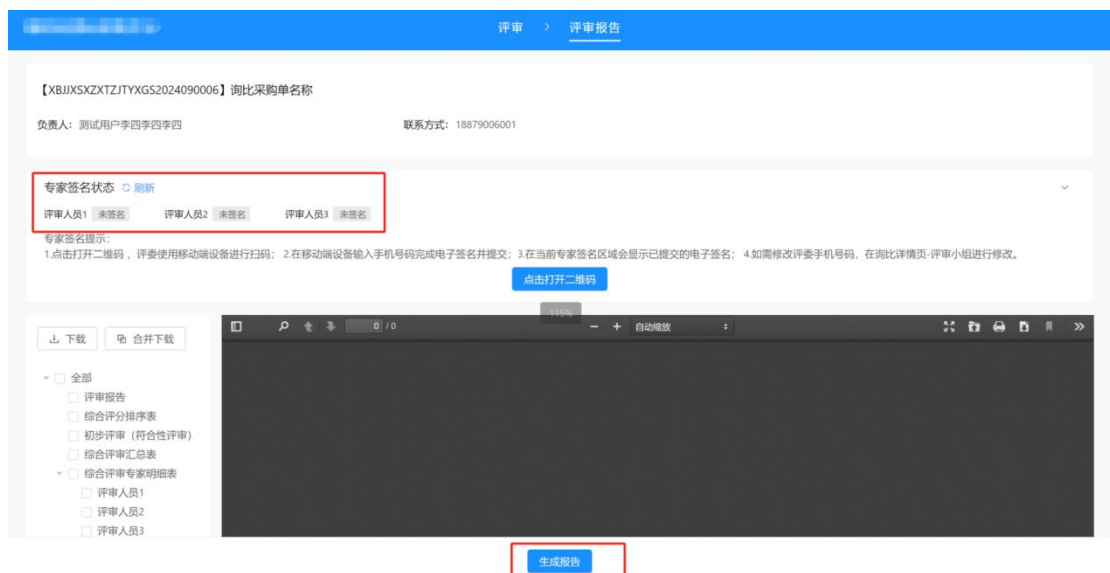 评审 > 评审报告
【XBJJXSXZXTZJTYXGS2024090006】询比采购单名称
负责人：测试用户李四李四李四 联系方式：18879006001
专家签名状态 刷新
评审人员1 未签名 评审人员2 未签名 评审人员3 未签名
专家签名提示：
1.点击打开二维码，评委使用移动端设备进行扫码；2.在移动端设备输入手机号码完成电子签名并提交；3.在当前专家签名区域会显示已提交的电子签名；4.如需修改评委手机号码，在询比详情页-评审小组进行修改。
点击打开二维码
115%
0 / 0 自动缩放
下载 合并下载
全部
评审报告
综合评分排序表
初步评审（符合性评审）
综合评审汇总表
综合评审专家明细表
评审人员1
评审人员2
评审人员3
生成报告